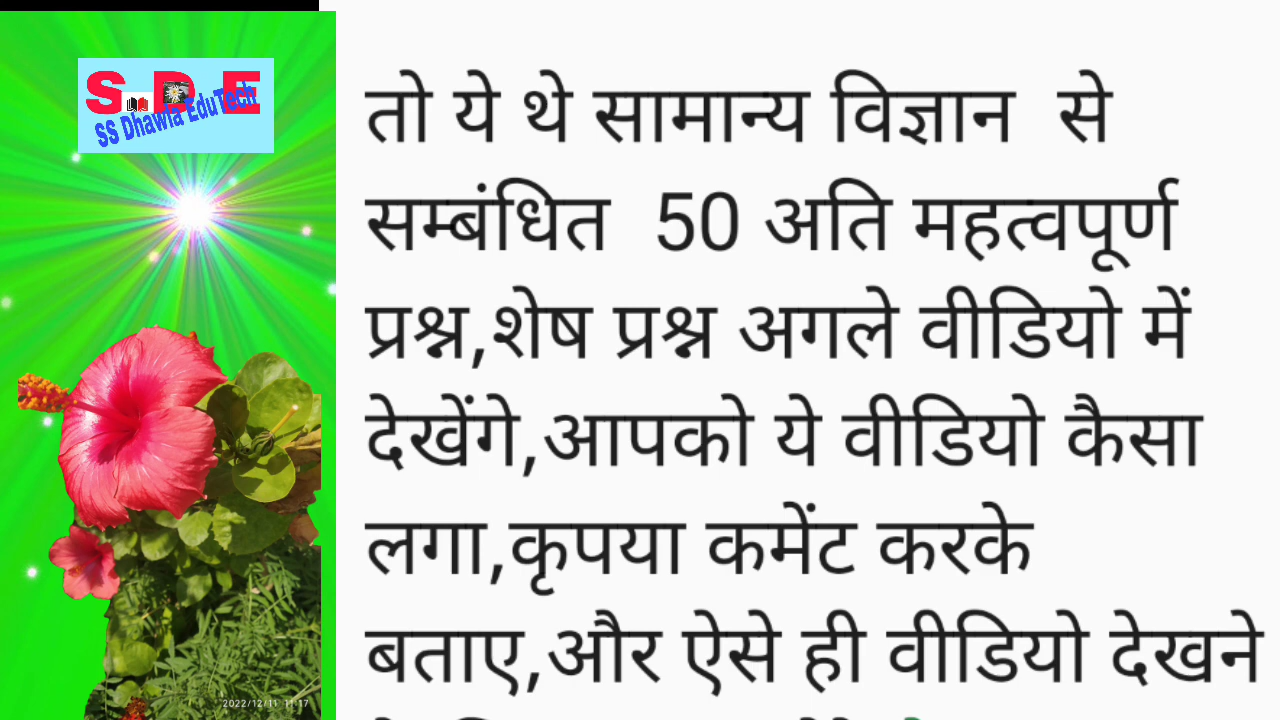 S D E
SS Dhawla EduTech
तो ये थे सामान्य विज्ञान से
सम्बंधित 50 अति महत्वपूर्ण
प्रश्न,शेष प्रश्न अगले वीडियो में
देखेंगे,आपको ये वीडियो कैसा
लगा,कृपया कमेंट करके
बताए,और ऐसे ही वीडियो देखने
2022/12/11 11:17